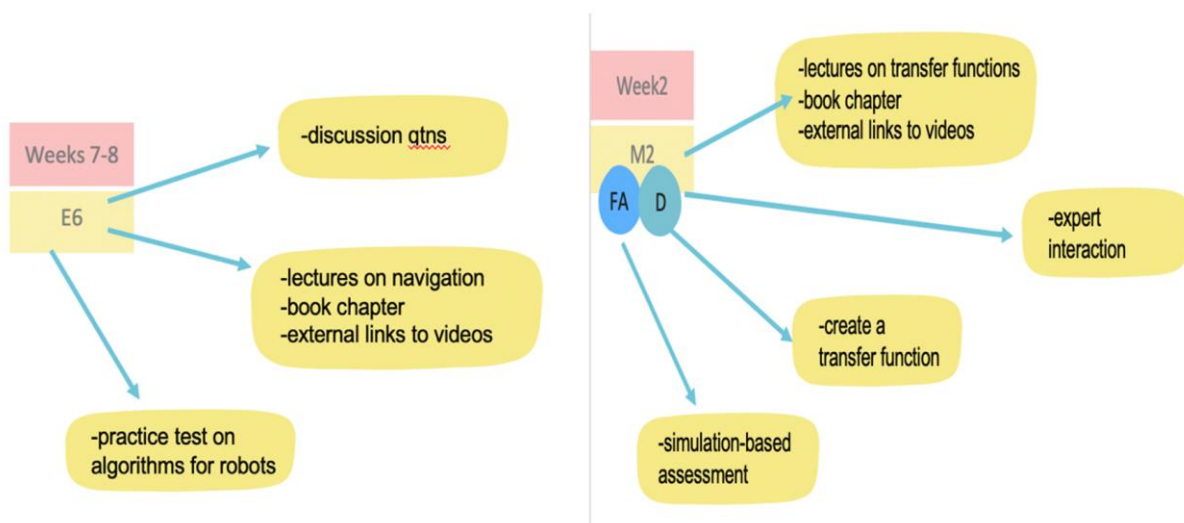 Weeks 7-8
E6
-discussion qtns
-lectures on navigation
-book chapter
-external links to videos
-practice test on
algorithms for robots
Week2
M2
FA
D
-lectures on transfer functions
-book chapter
-external links to videos
-expert
interaction
-create a
transfer function
-simulation-based
assessment